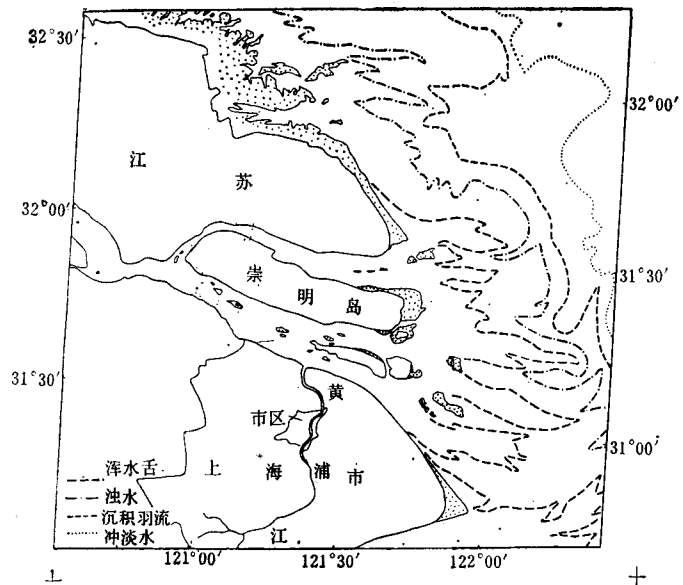 32°30′
32°00′
江
苏
32°00′
31°30′
崇
明
岛
31°30′
黄
市区
31°00′
上
海
浦
市
浑水舌
浊水
沉积羽流
冲淡水
江
121°00′
121°30′
122°00′